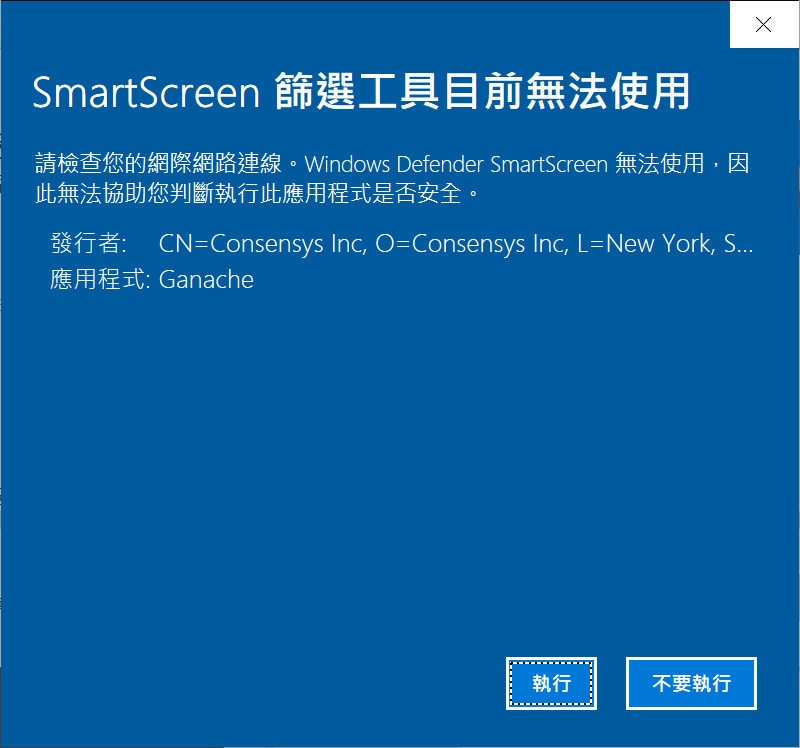 SmartScreen 篩選工具目前無法使用
請檢查您的網際網路連線。Windows Defender SmartScreen 無法使用，因
此無法協助您判斷執行此應用程式是否安全。
發行者: CN=Consensys Inc, O=Consensys Inc, L=New York, S...
應用程式: Ganache
執行 不要執行